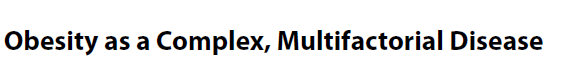 Obesity as a Complex, Multifactorial Disease